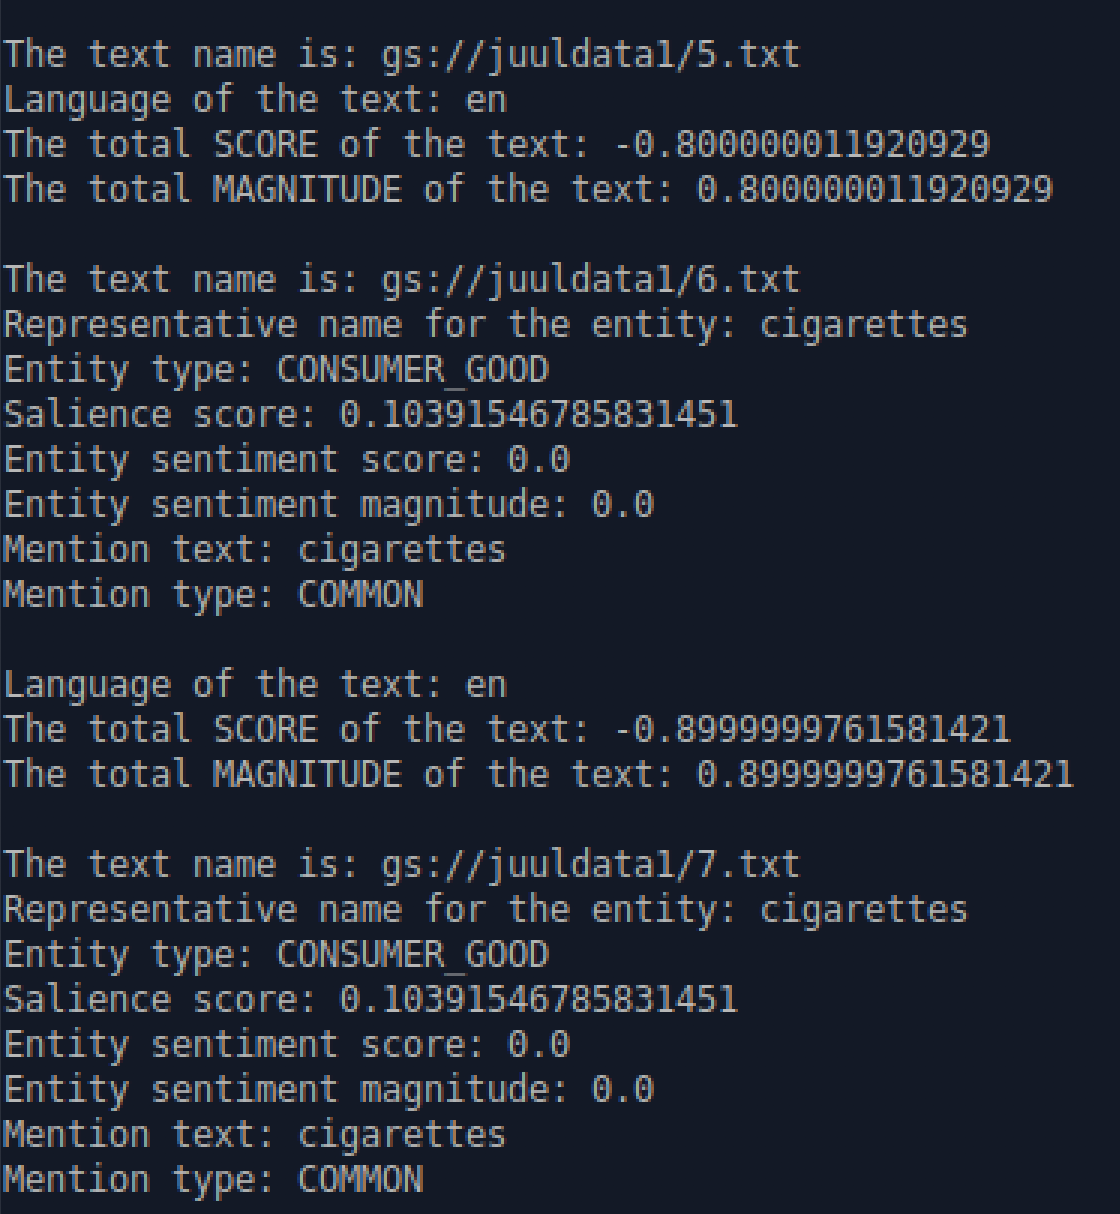 The text name is: gs://juuldata1/5.txt
Language of the text: en
The total SCORE of the text: -0.800000011920929
The total MAGNITUDE of the text: 0.800000011920929
The text name is: gs://juuldata1/6.txt
Representative name for the entity: cigarettes
Entity type: CONSUMER_GOOD
Salience score: 0.10391546785831451
Entity sentiment score: 0.0
Entity sentiment magnitude: 0.0
Mention text: cigarettes
Mention type: COMMON
Language of the text: en
The total SCORE of the text: -0.8999999761581421
The total MAGNITUDE of the text: 0.8999999761581421
The text name is: gs://juuldata1/7.txt
Representative name for the entity: cigarettes
Entity type: CONSUMER_GOOD
Salience score: 0.10391546785831451
Entity sentiment score: 0.0
Entity sentiment magnitude: 0.0
Mention text: cigarettes
Mention type: COMMON